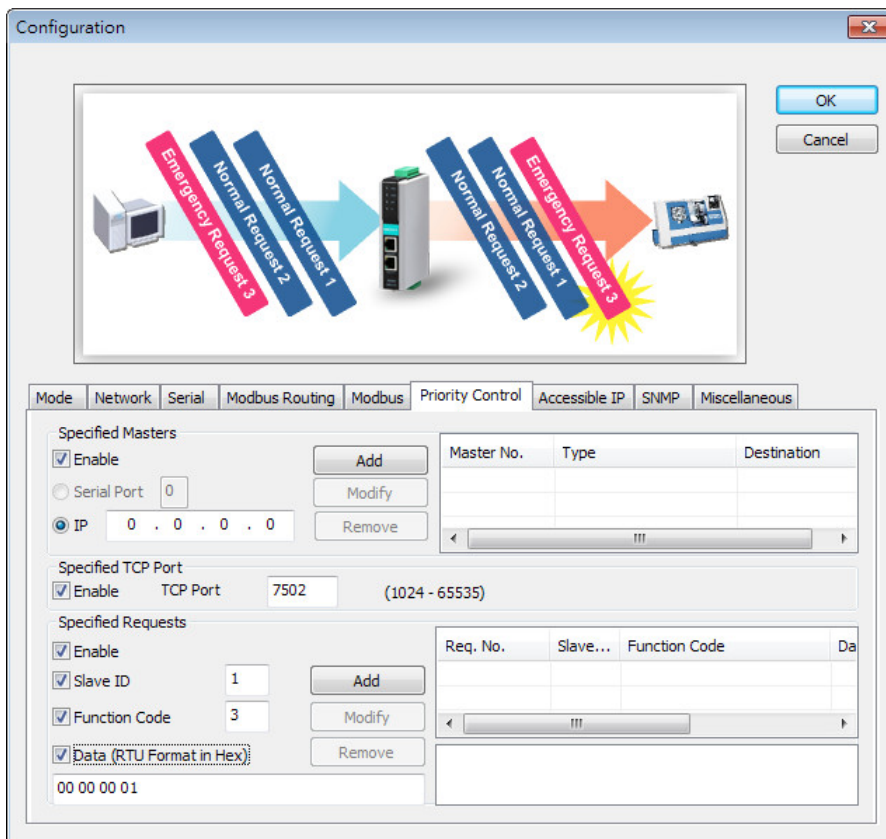 Configuration
OK
Cancel
Emergency Request 3
Normal Request 2
Normal Request 1
Normal Request 2
Normal Request 1
Emergency Request 3
Mode Network Serial Modbus Routing Modbus Priority Control Accessible IP SNMP Miscellaneous
Specified Masters
Enable
Serial Port 0
IP 0 . 0 . 0 . 0
Add
Modify
Remove
Master No. Type Destination
Specified TCP Port
Enable TCP Port 7502 (1024 - 65535)
Specified Requests
Enable
Slave ID 1
Function Code 3
Data (RTU Format in Hex)
00 00 00 01
Add
Modify
Remove
Req. No. Slave... Function Code Da